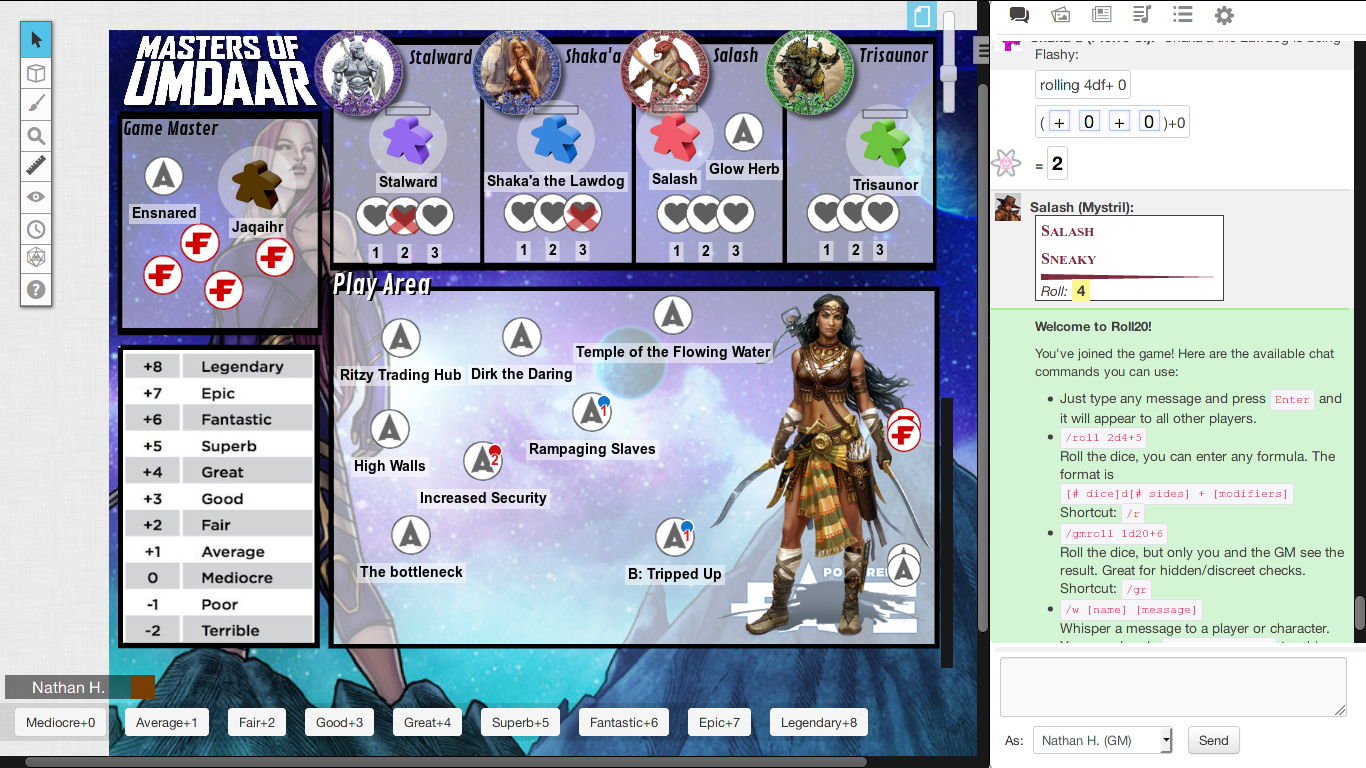 MASTERS OF
UMDAAR
Stalward
Shaka'a
Salash
Trisaunor
Game Master
Ensnared
Jaqaihr
Stalward
Shaka'a the Lawdog
Salash
Glow Herb
Trisaunor
1 2 3
1 2 3
1 2 3
1 2 3
Play Area
Ritzy Trading Hub
Dirk the Daring
Temple of the Flowing Water
High Walls
1
Rampaging Slaves
2
Increased Security
The bottleneck
1
B: Tripped Up
+8 Legendary
+7 Epic
+6 Fantastic
+5 Superb
+4 Great
+3 Good
+2 Fair
+1 Average
0 Mediocre
-1 Poor
-2 Terrible
Nathan H.
Mediocre+0
Average+1
Fair+2
Good+3
Great+4
Superb+5
Fantastic+6
Epic+7
Legendary+8
Flashy:
rolling 4df+ 0
( + 0 + 0 )+0
= 2
Salash (Mystril):
SALASH
SNEAKY
Roll: 4
Welcome to Roll20!
You've joined the game! Here are the available chat
commands you can use:
Just type any message and press Enter and
it will appear to all other players.
/roll 2d4+5
Roll the dice, you can enter any formula. The
format is
[# dice]d[# sides] + [modifiers]
Shortcut: /r
/gmroll 1d20+6
Roll the dice, but only you and the GM see the
result. Great for hidden/discreet checks.
Shortcut: /gr
/w [name] [message]
Whisper a message to a player or character.
As: Nathan H. (GM)
Send